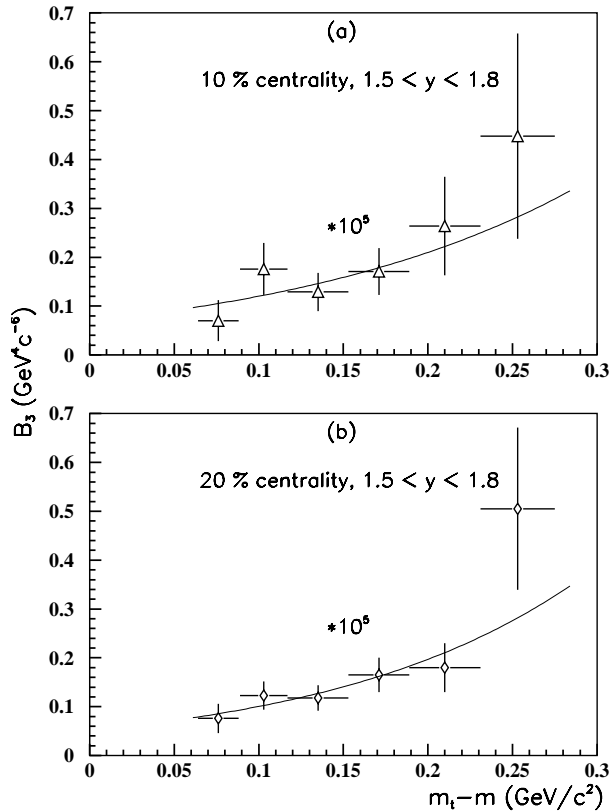 0.7
(a)
0.6
10 % centrality, 1.5 < y < 1.8
0.5
0.4
0.3
*10⁵
0.2
0.1
0
0 0.05 0.1 0.15 0.2 0.25 0.3
B₃ (GeV⁴c⁻⁶)
0.7
(b)
0.6
20 % centrality, 1.5 < y < 1.8
0.5
0.4
0.3
*10⁵
0.2
0.1
0
0 0.05 0.1 0.15 0.2 0.25 0.3
mₜ−m (GeV/c²)